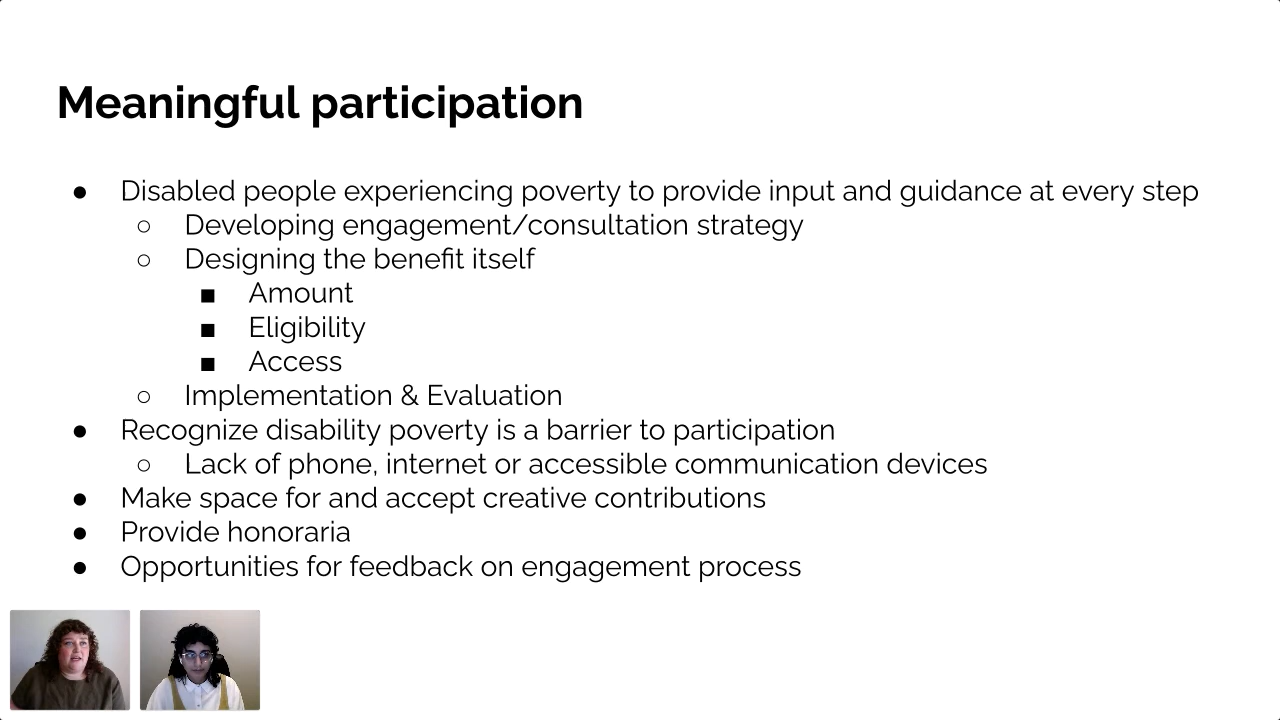 Meaningful participation
● Disabled people experiencing poverty to provide input and guidance at every step
○ Developing engagement/consultation strategy
○ Designing the benefit itself
■ Amount
■ Eligibility
■ Access
○ Implementation & Evaluation
● Recognize disability poverty is a barrier to participation
○ Lack of phone, internet or accessible communication devices
● Make space for and accept creative contributions
● Provide honoraria
● Opportunities for feedback on engagement process